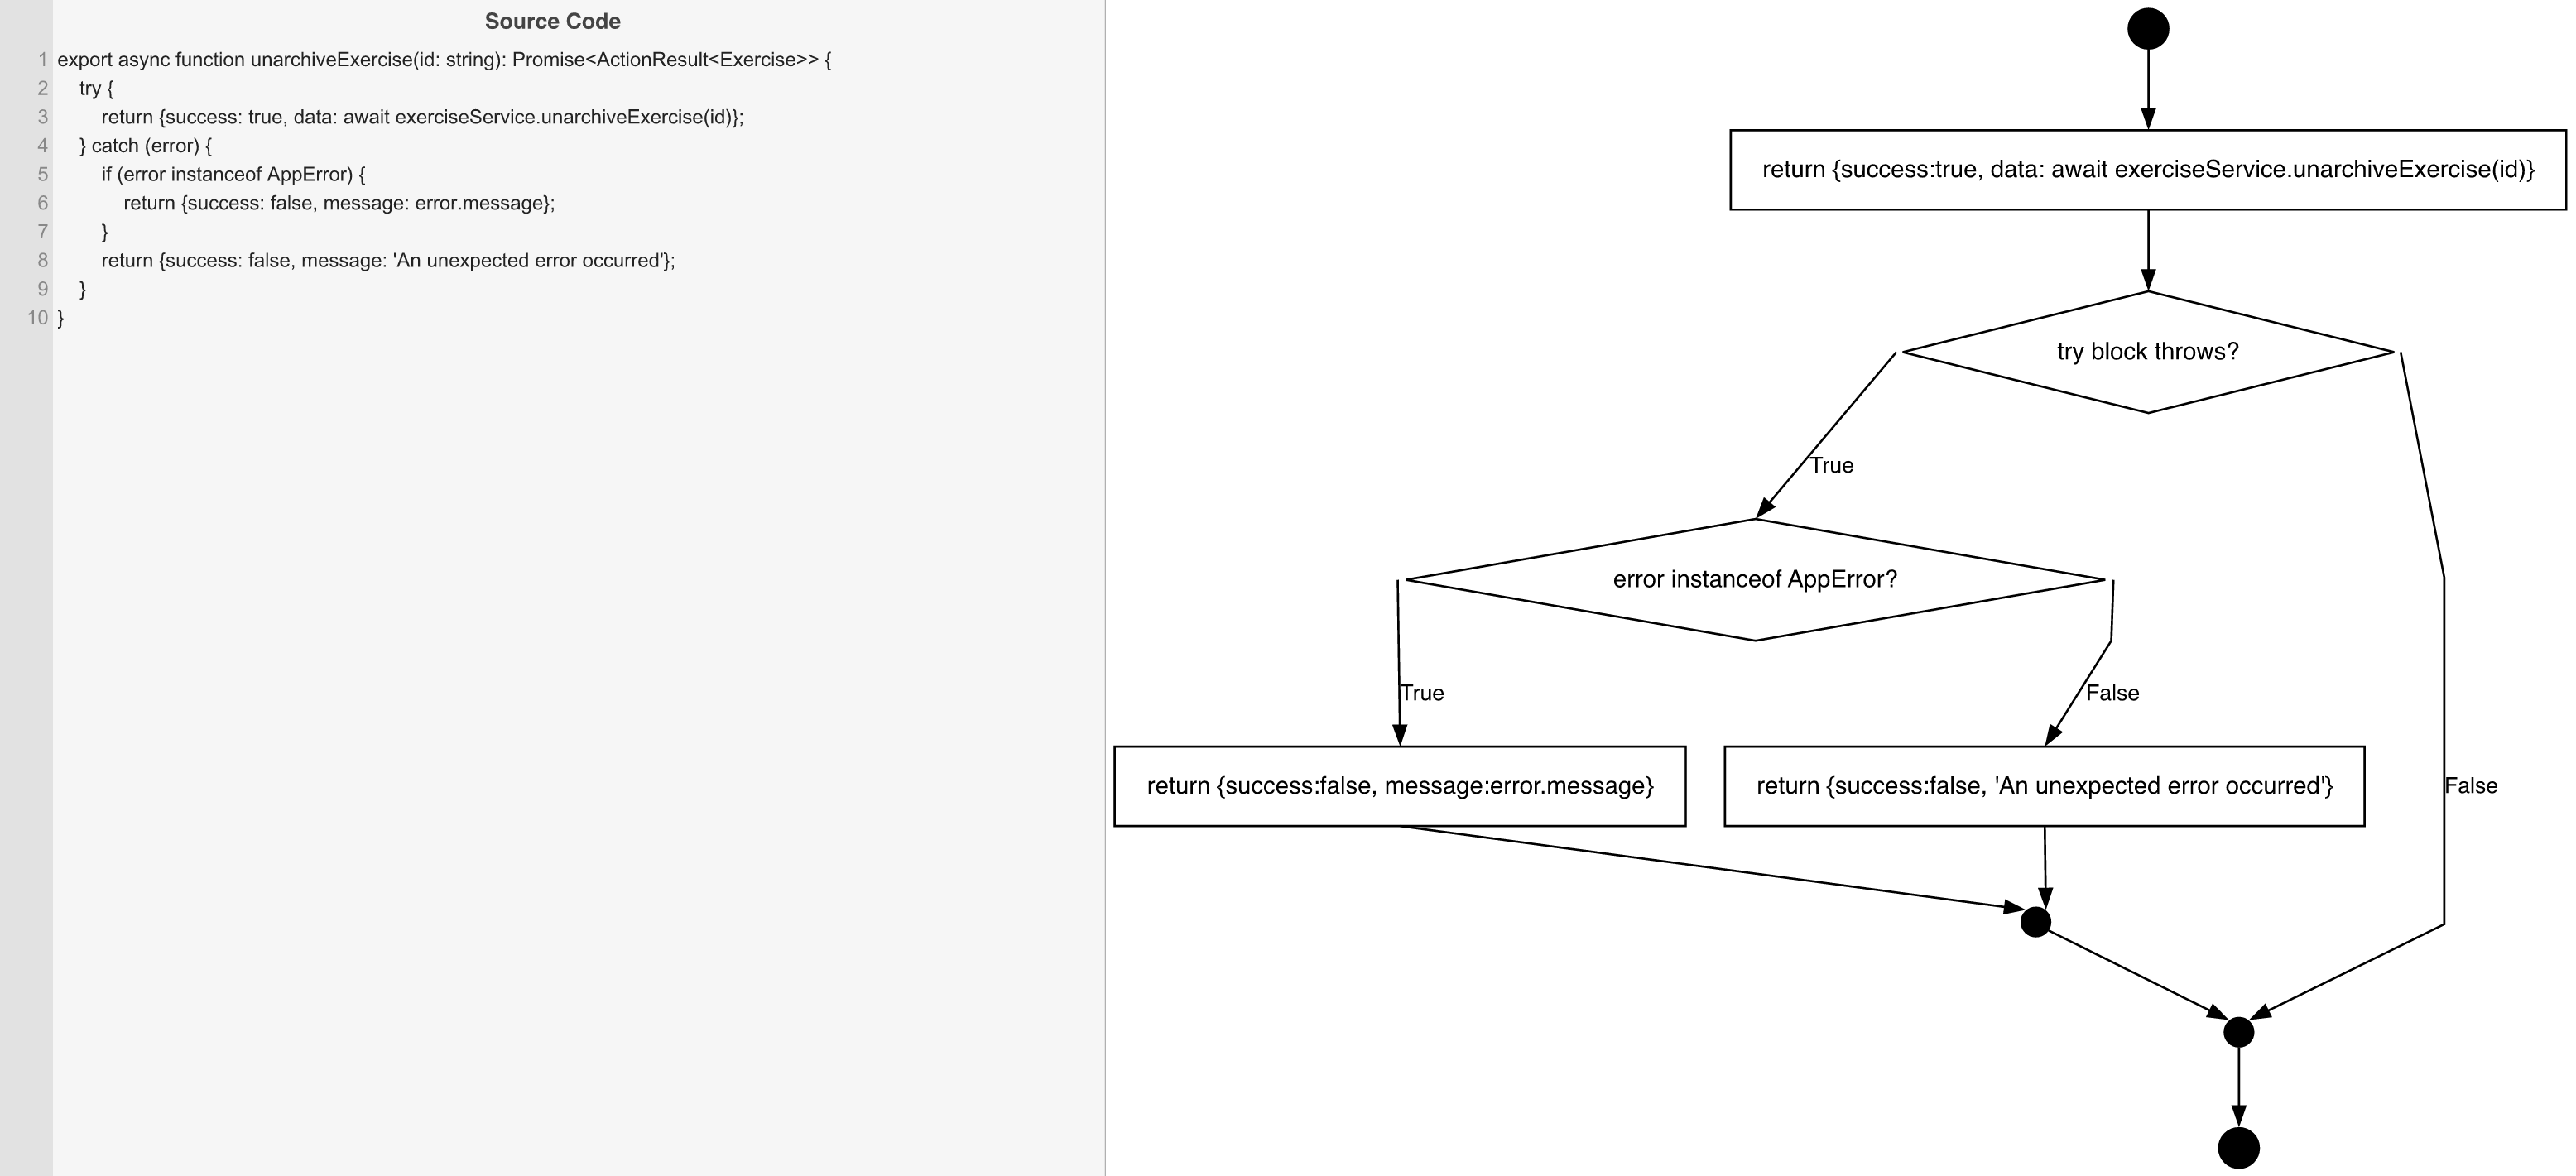 Source Code
1 export async function unarchiveExercise(id: string): Promise<ActionResult<Exercise>> {
2 try {
3 return {success: true, data: await exerciseService.unarchiveExercise(id)};
4 } catch (error) {
5 if (error instanceof AppError) {
6 return {success: false, message: error.message};
7 }
8 return {success: false, message: 'An unexpected error occurred'};
9 }
10 }
return {success:true, data: await exerciseService.unarchiveExercise(id)}
try block throws?
True
error instanceof AppError?
True
False
return {success:false, message:error.message}
return {success:false, 'An unexpected error occurred'}
False